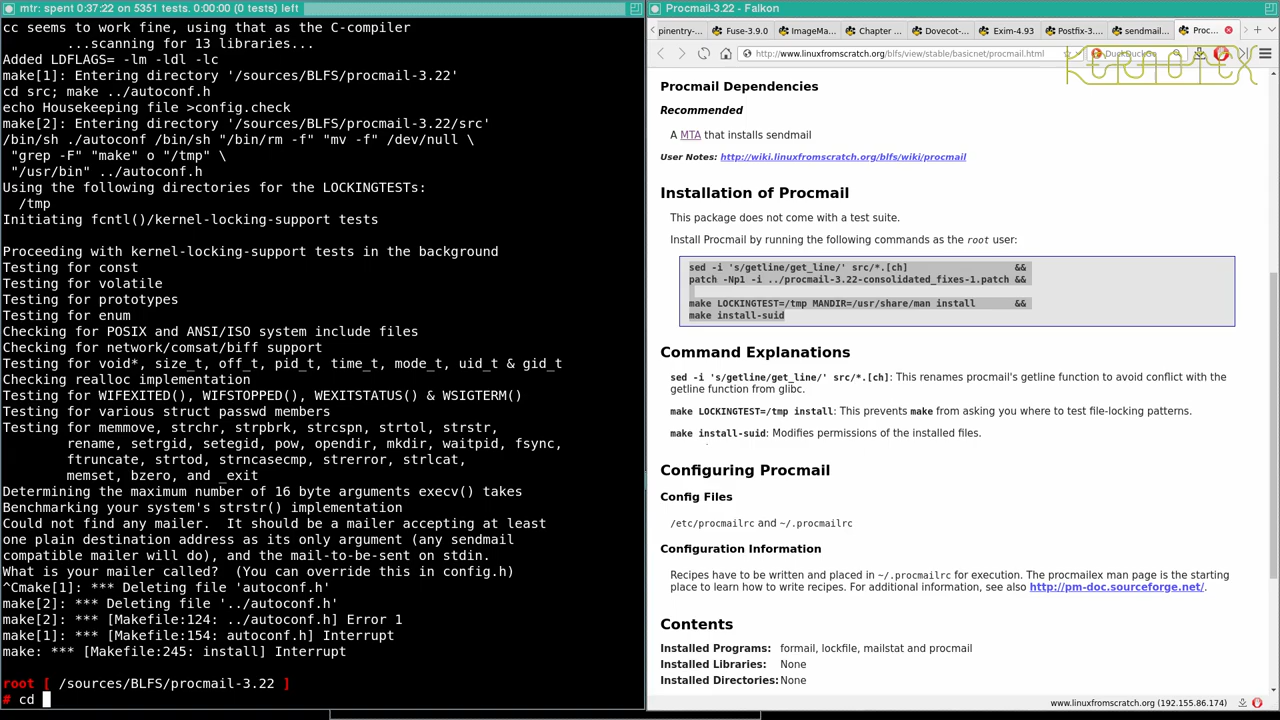 mtr: spent 0:37:22 on 5351 tests. 0:00:00 (0 tests) left
cc seems to work fine, using that as the C-compiler
...scanning for 13 libraries...
Added LDFLAGS= -lm -ldl -lc
make[1]: Entering directory '/sources/BLFS/procmail-3.22'
cd src; make ../autoconf.h
echo Housekeeping file >config.check
make[2]: Entering directory '/sources/BLFS/procmail-3.22/src'
/bin/sh ./autoconf /bin/sh "/bin/rm -f" "mv -f" /dev/null \
"grep -F" "make" o "/tmp" \
"/usr/bin" ../autoconf.h
Using the following directories for the LOCKINGTESTs:
/tmp
Initiating fcntl()/kernel-locking-support tests
Proceeding with kernel-locking-support tests in the background
Testing for const
Testing for volatile
Testing for prototypes
Testing for enum
Checking for POSIX and ANSI/ISO system include files
Checking for network/comsat/biff support
Testing for void*, size_t, off_t, pid_t, time_t, mode_t, uid_t & gid_t
Checking realloc implementation
Testing for WIFEXITED(), WIFSTOPPED(), WEXITSTATUS() & WSIGTERM()
Testing for various struct passwd members
Testing for memmove, strchr, strpbrk, strcspn, strtol, strstr,
rename, setrgid, setegid, pow, opendir, mkdir, waitpid, fsync,
ftruncate, strtod, strncasecmp, strerror, strlcat,
memset, bzero, and _exit
Determining the maximum number of 16 byte arguments execv() takes
Benchmarking your system's strstr() implementation
Could not find any mailer.  It should be a mailer accepting at least
one plain destination address as its only argument (any sendmail
compatible mailer will do), and the mail-to-be-sent on stdin.
What is your mailer called?  (You can override this in config.h)
^Cmake[1]: *** Deleting file 'autoconf.h'
make[2]: *** Deleting file '../autoconf.h'
make[2]: *** [Makefile:124: ../autoconf.h] Error 1
make[1]: *** [Makefile:154: autoconf.h] Interrupt
make: *** [Makefile:245: install] Interrupt
root [ /sources/BLFS/procmail-3.22 ]
# cd
Procmail-3.22 - Falkon
pinentry-... Fuse-3.9.0 ImageMa... Chapter ... Dovecot-... Exim-4.93 Postfix-3.... sendmail... Proc...
http://www.linuxfromscratch.org/blfs/view/stable/basicnet/procmail.html DuckDuckGo
KERNOTEX
Procmail Dependencies
Recommended
A MTA that installs sendmail
User Notes: http://wiki.linuxfromscratch.org/blfs/wiki/procmail
Installation of Procmail
This package does not come with a test suite.
Install Procmail by running the following commands as the root user:
sed -i 's/getline/get_line/' src/*.[ch] &&
patch -Np1 -i ../procmail-3.22-consolidated_fixes-1.patch &&
make LOCKINGTEST=/tmp MANDIR=/usr/share/man install &&
make install-suid
Command Explanations
sed -i 's/getline/get_line/' src/*.[ch]: This renames procmail's getline function to avoid conflict with the
getline function from glibc.
make LOCKINGTEST=/tmp install: This prevents make from asking you where to test file-locking patterns.
make install-suid: Modifies permissions of the installed files.
Configuring Procmail
Config Files
/etc/procmailrc and ~/.procmailrc
Configuration Information
Recipes have to be written and placed in ~/.procmailrc for execution. The procmailex man page is the starting
place to learn how to write recipes. For additional information, see also http://pm-doc.sourceforge.net/.
Contents
Installed Programs: formail, lockfile, mailstat and procmail
Installed Libraries: None
Installed Directories: None
www.linuxfromscratch.org (192.155.86.174)